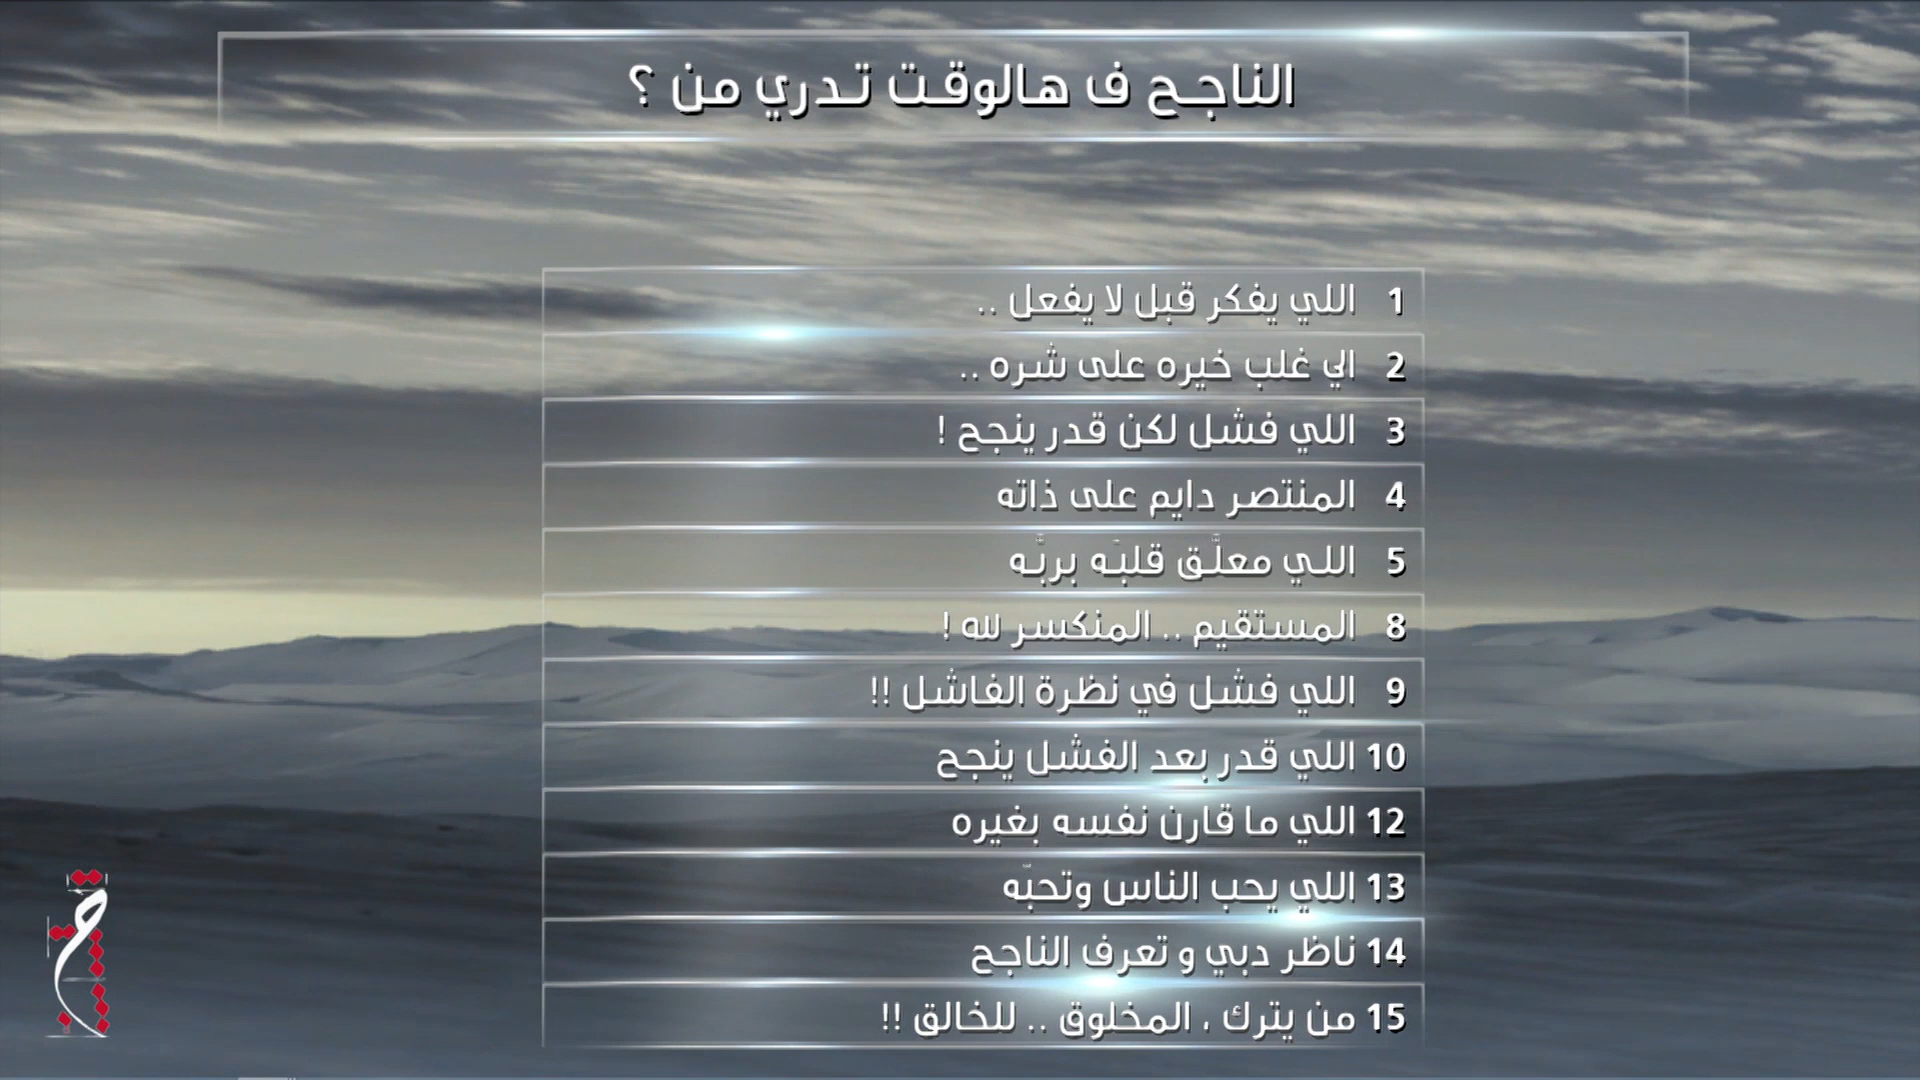 الناجح ف هالوقت تدري من ؟
1 اللي يفكر قبل لا يفعل ..
2 الي غلب خيره على شره ..
3 اللي فشل لكن قدر ينجح !
4 المنتصر دايم على ذاته
5 اللي معلّق قلبَه بربّه
8 المستقيم .. المنكسر لله !
9 اللي فشل في نظرة الفاشل !!
10 اللي قدر بعد الفشل ينجح
12 اللي ما قارن نفسه بغيره
13 اللي يحب الناس وتحبّه
14 ناظر دبي و تعرف الناجح
15 من يترك ، المخلوق .. للخالق !!